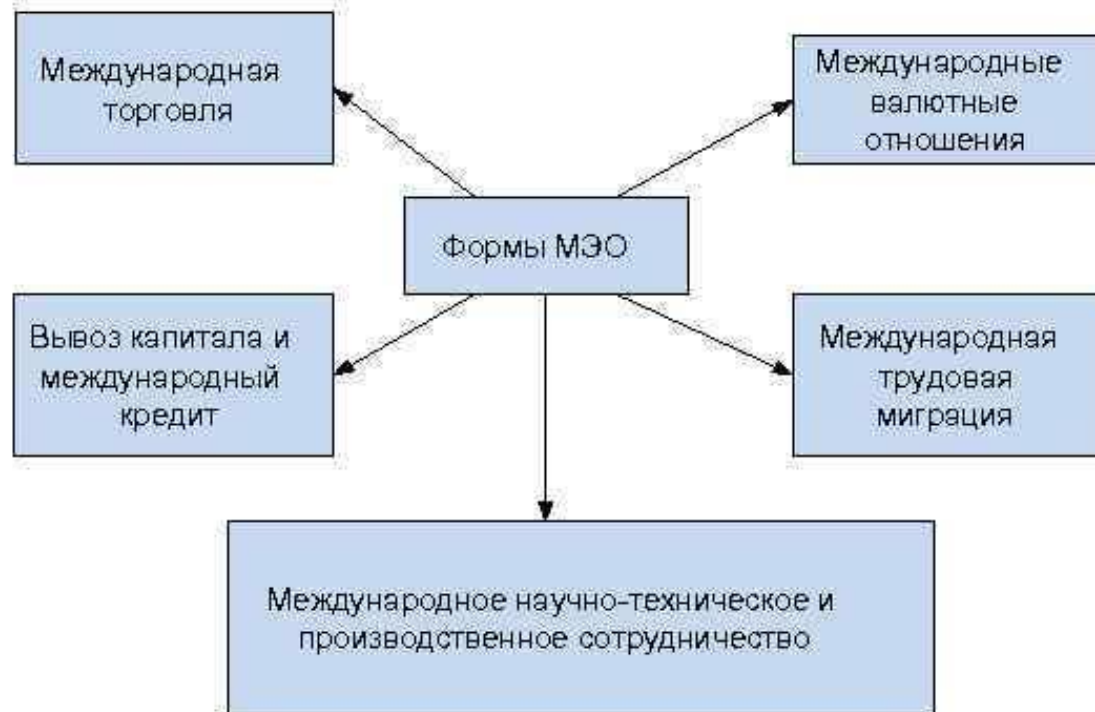 Международная
торговля
Международные
валютные
отношения
Формы МЭО
Вывоз капитала и
международный
кредит
Международная
трудовая
миграция
Международное научно-техническое и
производственное сотрудничество